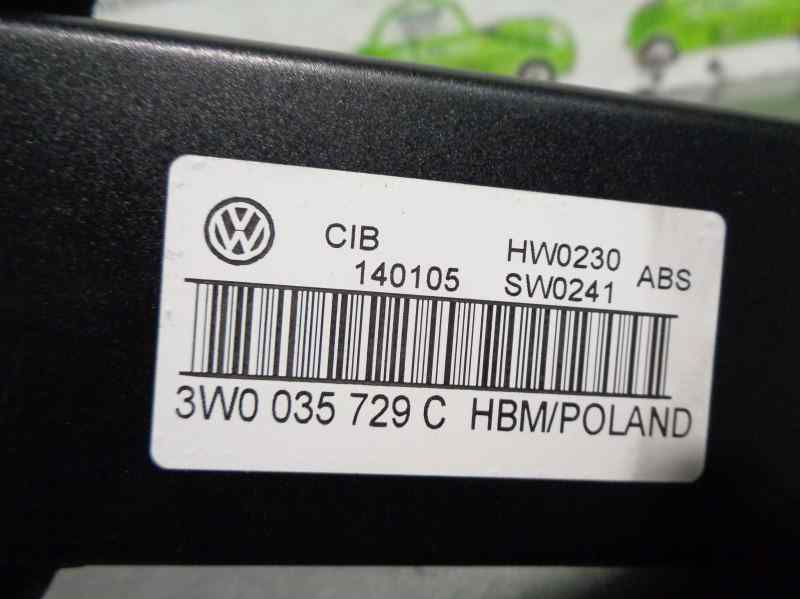 CIB HW0230 ABS
140105 SW0241
3W0 035 729 C HBM/POLAND